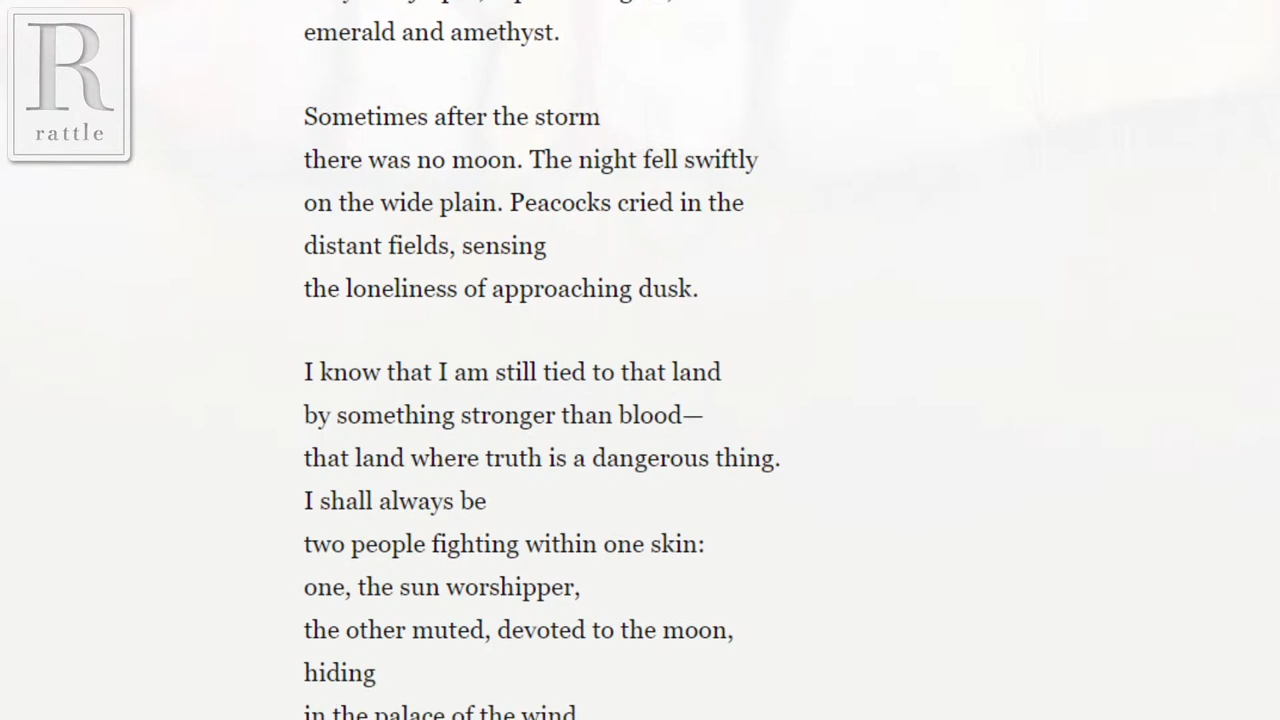 R
rattle
emerald and amethyst.
Sometimes after the storm
there was no moon. The night fell swiftly
on the wide plain. Peacocks cried in the
distant fields, sensing
the loneliness of approaching dusk.
I know that I am still tied to that land
by something stronger than blood—
that land where truth is a dangerous thing.
I shall always be
two people fighting within one skin:
one, the sun worshipper,
the other muted, devoted to the moon,
hiding
in the palace of the wind